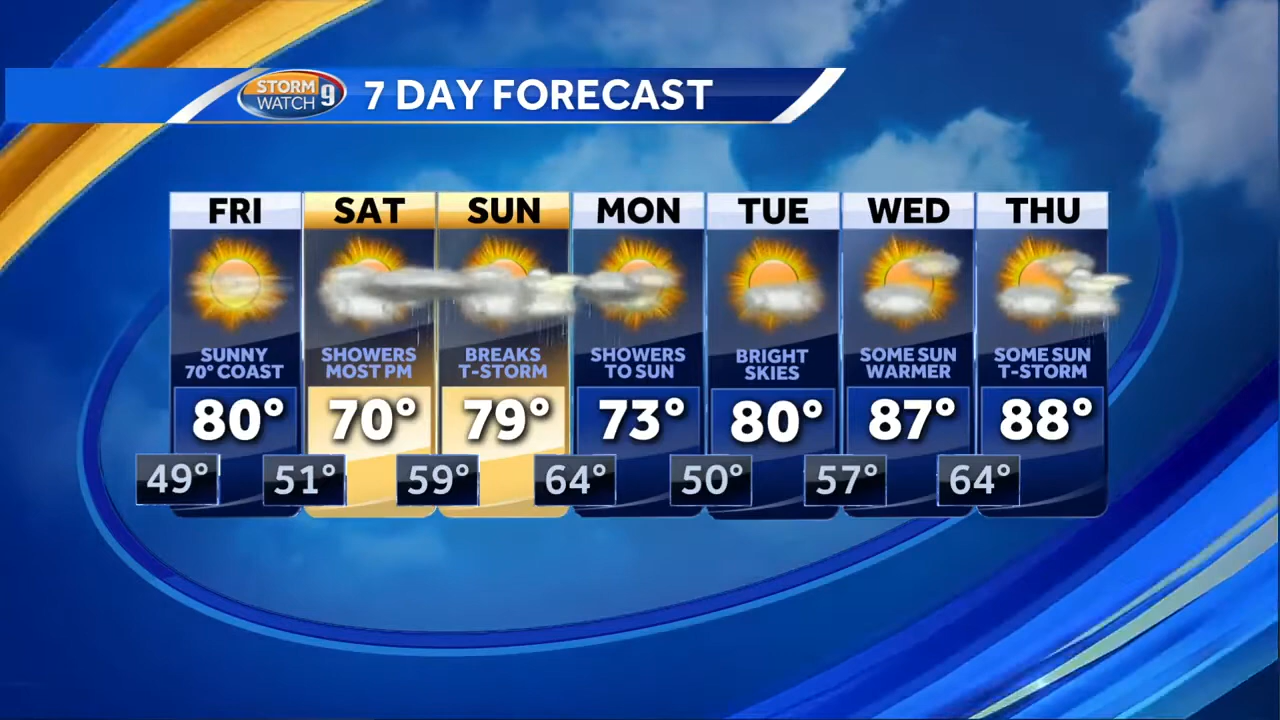 STORM
WATCH 9
7 DAY FORECAST
FRI SAT SUN MON TUE WED THU
SUNNY SHOWERS BREAKS SHOWERS BRIGHT SOME SUN SOME SUN
70° COAST MOST PM T-STORM TO SUN SKIES WARMER T-STORM
80° 70° 79° 73° 80° 87° 88°
49° 51° 59° 64° 50° 57° 64°